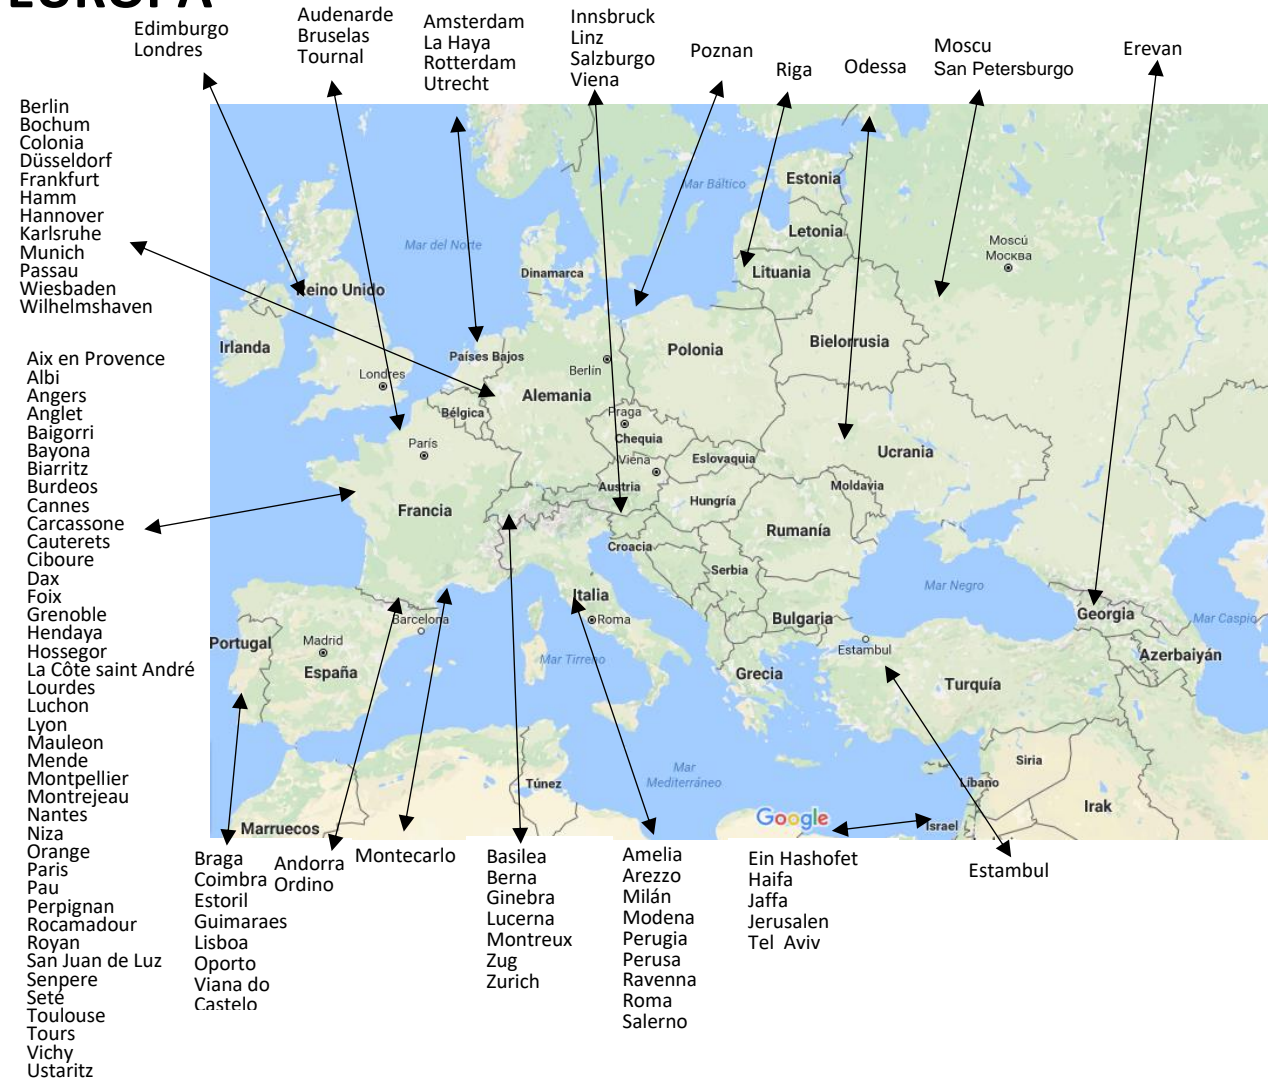 EUROPA
Edimburgo
Londres
Audenarde
Bruselas
Tournal
Amsterdam
La Haya
Rotterdam
Utrecht
Innsbruck
Linz
Salzburgo
Viena
Poznan
Riga
Odessa
Moscu
San Petersburgo
Erevan
Berlin
Bochum
Colonia
Düsseldorf
Frankfurt
Hamm
Hannover
Karlsruhe
Munich
Passau
Wiesbaden
Wilhelmshaven
Aix en Provence
Albi
Angers
Anglet
Baigorri
Bayona
Biarritz
Burdeos
Cannes
Carcassone
Cauterets
Ciboure
Dax
Foix
Grenoble
Hendaya
Hossegor
La Côte saint André
Lourdes
Luchon
Lyon
Mauleon
Mende
Montpellier
Montrejeau
Nantes
Niza
Orange
Paris
Pau
Perpignan
Rocamadour
Royan
San Juan de Luz
Senpere
Seté
Toulouse
Tours
Vichy
Ustaritz
Mar Báltico
Estonia
Letonia
Mar del Norte
Dinamarca
Lituania
Moscú
Москва
Reino Unido
Irlanda
Países Bajos
Polonia
Bielorrusia
Londres
Berlín
Alemania
Bélgica
Praga
Chequia
París
Viena
Eslovaquia
Ucrania
Austria
Moldavia
Francia
Hungría
Rumanía
Croacia
Serbia
Italia
Mar Negro
Barcelona
Roma
Bulgaria
Georgia
Mar Caspio
Portugal
Madrid
España
Mar Tirreno
Estambul
Azerbaiyán
Grecia
Turquía
Mar
Mediterráneo
Siria
Túnez
Líbano
Irak
Marruecos
Google
Israel
Braga
Coimbra
Estoril
Guimaraes
Lisboa
Oporto
Viana do
Castelo
Andorra
Ordino
Montecarlo
Basilea
Berna
Ginebra
Lucerna
Montreux
Zug
Zurich
Amelia
Arezzo
Milán
Modena
Perugia
Perusa
Ravenna
Roma
Salerno
Ein Hashofet
Haifa
Jaffa
Jerusalen
Tel Aviv
Estambul